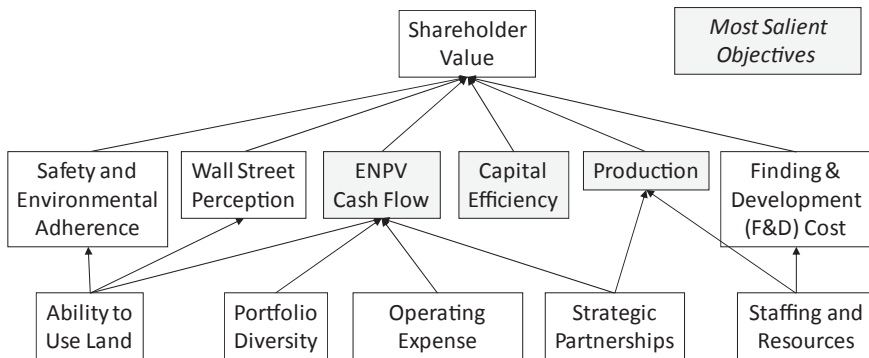 Shareholder
Value
Most Salient
Objectives
Safety and
Environmental
Adherence
Wall Street
Perception
ENPV
Cash Flow
Capital
Efficiency
Production
Finding &
Development
(F&D) Cost
Ability to
Use Land
Portfolio
Diversity
Operating
Expense
Strategic
Partnerships
Staffing and
Resources